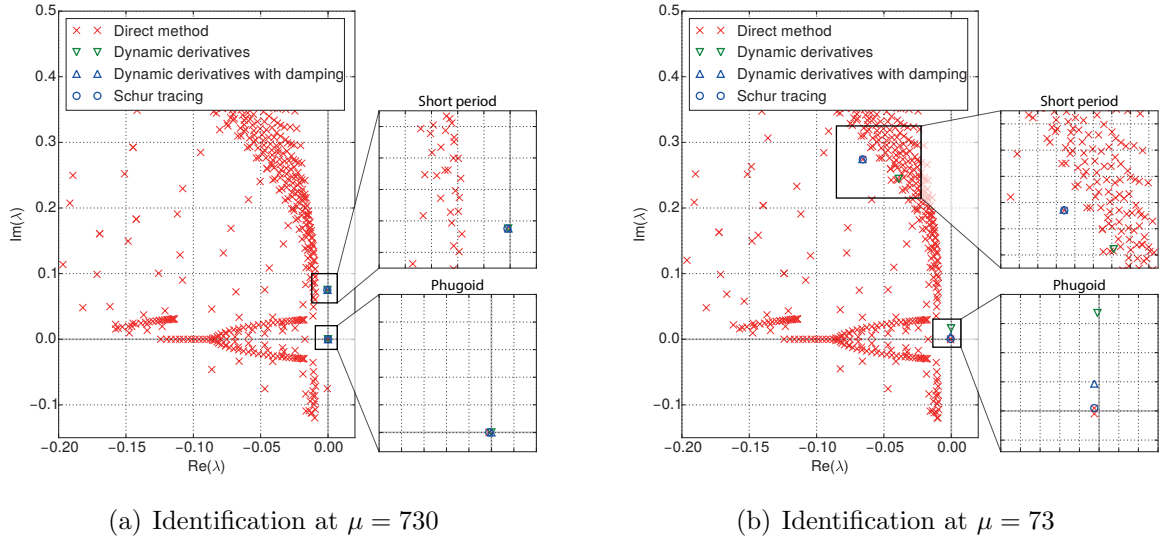 0.5
0.4
0.3
0.2
0.1
0.0
−0.1
Im(λ)
−0.20
−0.15
−0.10
−0.05
0.00
Re(λ)
Direct method
Dynamic derivatives
Dynamic derivatives with damping
Schur tracing
Short period
Phugoid
(a) Identification at μ = 730
0.5
0.4
0.3
0.2
0.1
0.0
−0.1
Im(λ)
−0.20
−0.15
−0.10
−0.05
0.00
Re(λ)
Direct method
Dynamic derivatives
Dynamic derivatives with damping
Schur tracing
Short period
Phugoid
(b) Identification at μ = 73